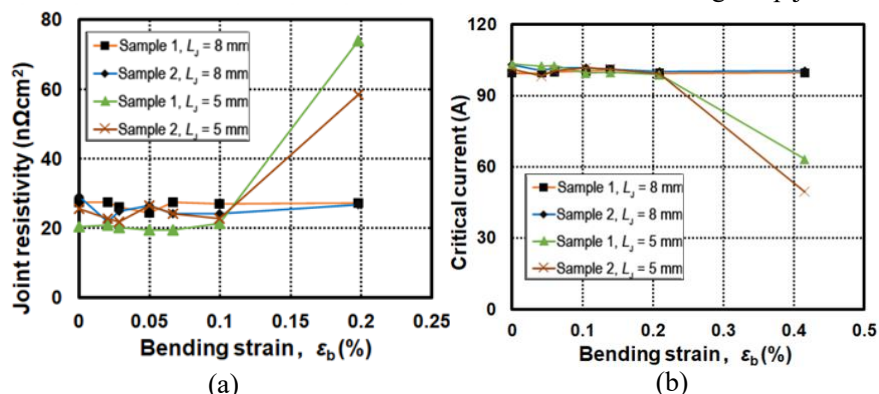 80
60
40
20
0
0
0.05
0.1
0.15
0.2
0.25
Joint resistivity (nΩcm²)
Sample 1, LJ = 8 mm
Sample 2, LJ = 8 mm
Sample 1, LJ = 5 mm
Sample 2, LJ = 5 mm
Bending strain, εb (%)
(a)
120
90
60
30
0
0
0.1
0.2
0.3
0.4
0.5
Critical current (A)
Sample 1, LJ = 8 mm
Sample 2, LJ = 8 mm
Sample 1, LJ = 5 mm
Sample 2, LJ = 5 mm
Bending strain, εb (%)
(b)